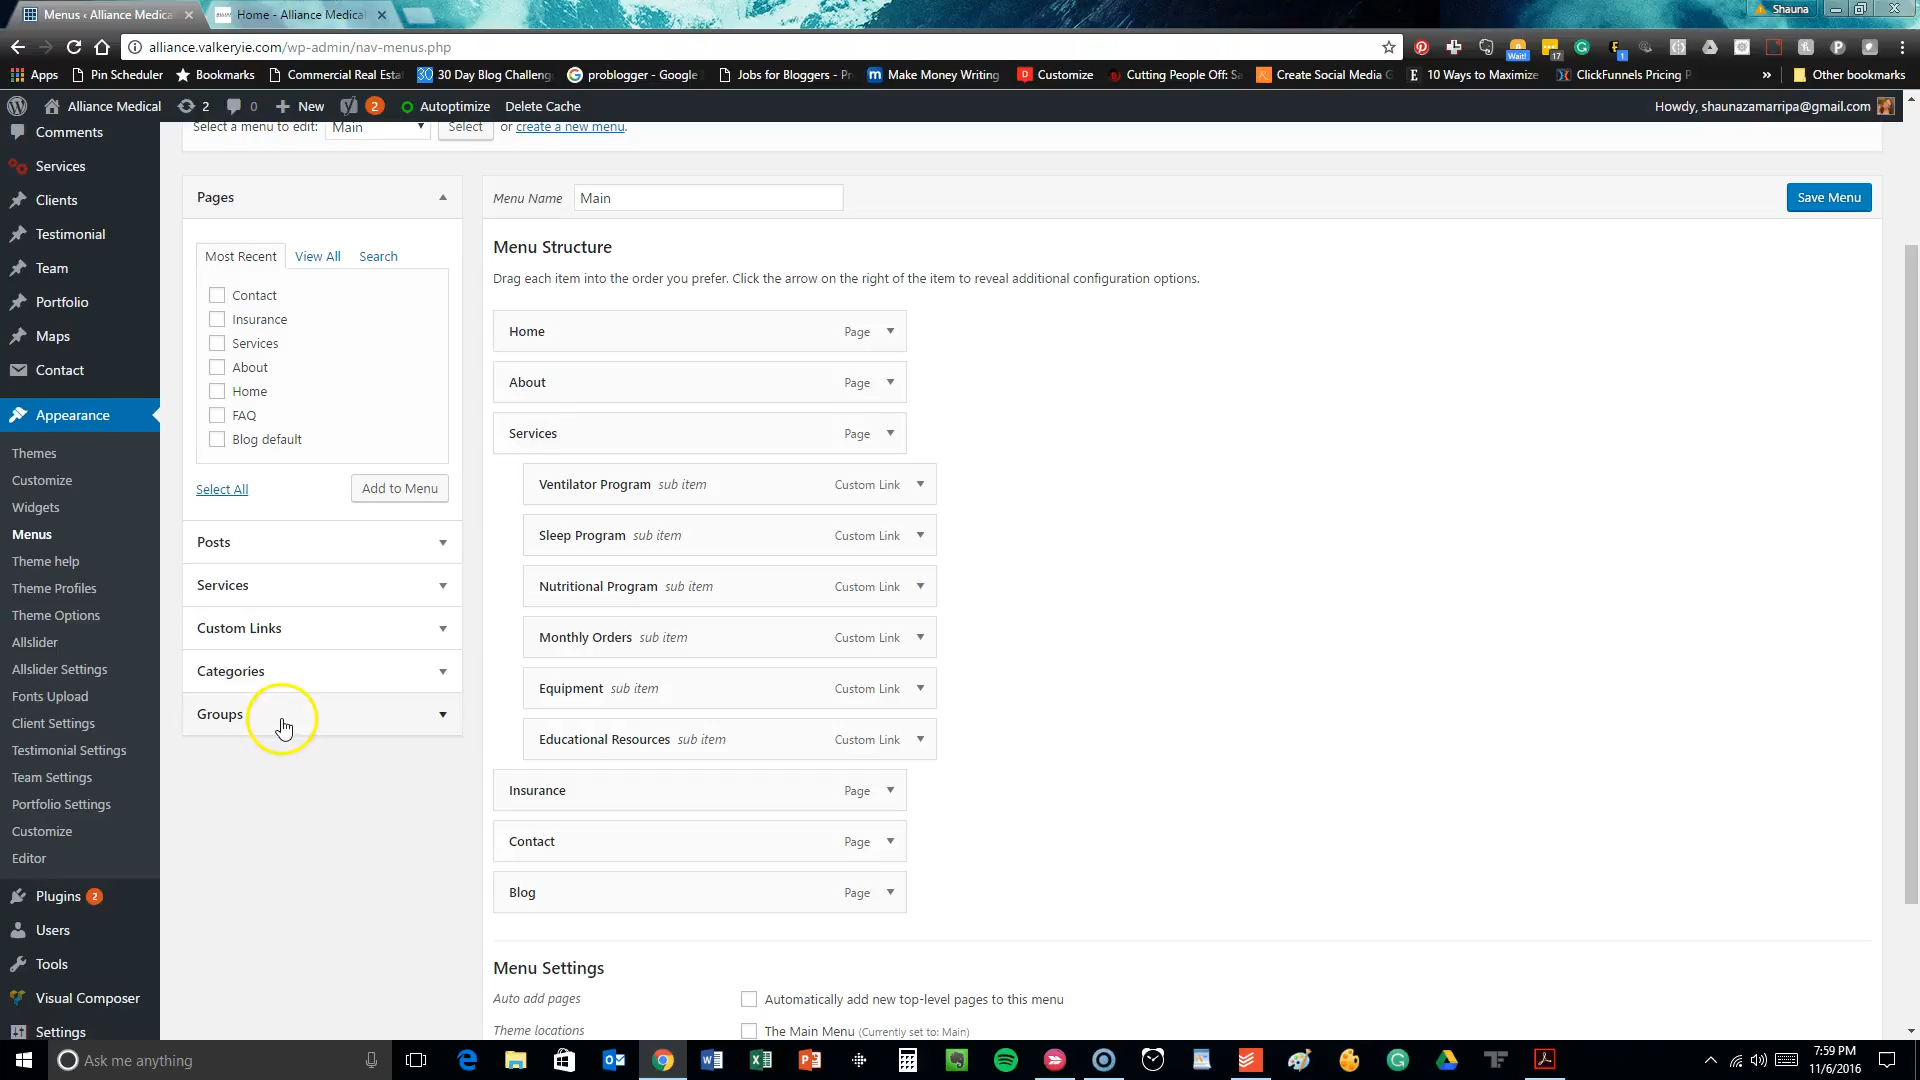 Menus ‹ Alliance Medical
Home - Alliance Medical
Shauna
alliance.valkeryie.com/wp-admin/nav-menus.php
Apps
Pin Scheduler
Bookmarks
Commercial Real Esta
30 Day Blog Challeng
problogger - Google
Jobs for Bloggers - Pr
Make Money Writing
Customize
Cutting People Off: Sa
Create Social Media G
10 Ways to Maximize
ClickFunnels Pricing P
»
Other bookmarks
Alliance Medical
2
0
New
2
Autoptimize
Delete Cache
Howdy, shaunazamarripa@gmail.com
Comments
Services
Clients
Testimonial
Team
Portfolio
Maps
Contact
Appearance
Themes
Customize
Widgets
Menus
Theme help
Theme Profiles
Theme Options
Allslider
Allslider Settings
Fonts Upload
Client Settings
Testimonial Settings
Team Settings
Portfolio Settings
Customize
Editor
Plugins 2
Users
Tools
Visual Composer
Settings
Select a menu to edit: Main Select or create a new menu.
Pages
Most Recent View All Search
Contact
Insurance
Services
About
Home
FAQ
Blog default
Select All
Add to Menu
Posts
Services
Custom Links
Categories
Groups
Menu Name Main
Save Menu
Menu Structure
Drag each item into the order you prefer. Click the arrow on the right of the item to reveal additional configuration options.
Home Page
About Page
Services Page
Ventilator Program sub item Custom Link
Sleep Program sub item Custom Link
Nutritional Program sub item Custom Link
Monthly Orders sub item Custom Link
Equipment sub item Custom Link
Educational Resources sub item Custom Link
Insurance Page
Contact Page
Blog Page
Menu Settings
Auto add pages Automatically add new top-level pages to this menu
Theme locations The Main Menu (Currently set to: Main)
Ask me anything
7:59 PM
11/6/2016